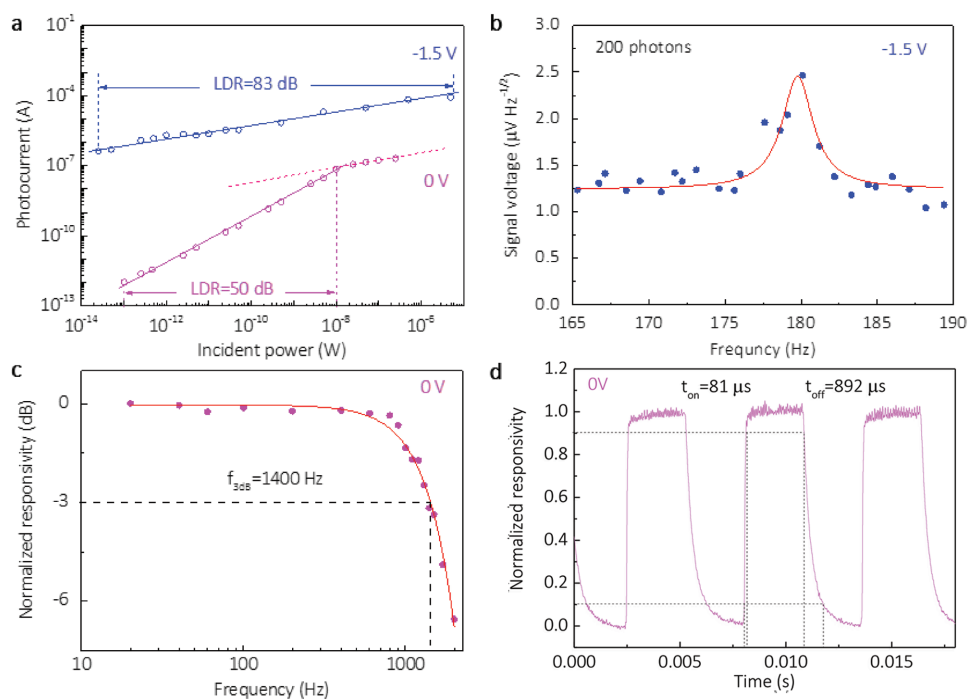 a
10⁻¹
10⁻⁴
10⁻⁷
10⁻¹⁰
10⁻¹³
Photocurrent (A)
-1.5 V
LDR=83 dB
0 V
LDR=50 dB
10⁻¹⁴ 10⁻¹² 10⁻¹⁰ 10⁻⁸ 10⁻⁶
Incident power (W)
b
3.0
2.5
2.0
1.5
1.0
0.5
0.0
Signal voltage (µV Hz⁻¹ᐟ²)
200 photons
-1.5 V
165 170 175 180 185 190
Frequncy (Hz)
c
0
-3
-6
Normalized responsivity (dB)
0 V
f3dB=1400 Hz
10 100 1000
Frequency (Hz)
d
1.2
1.0
0.8
0.6
0.4
0.2
0.0
Normalized responsivity
0V
ton=81 µs
toff=892 µs
0.000 0.005 0.010 0.015
Time (s)